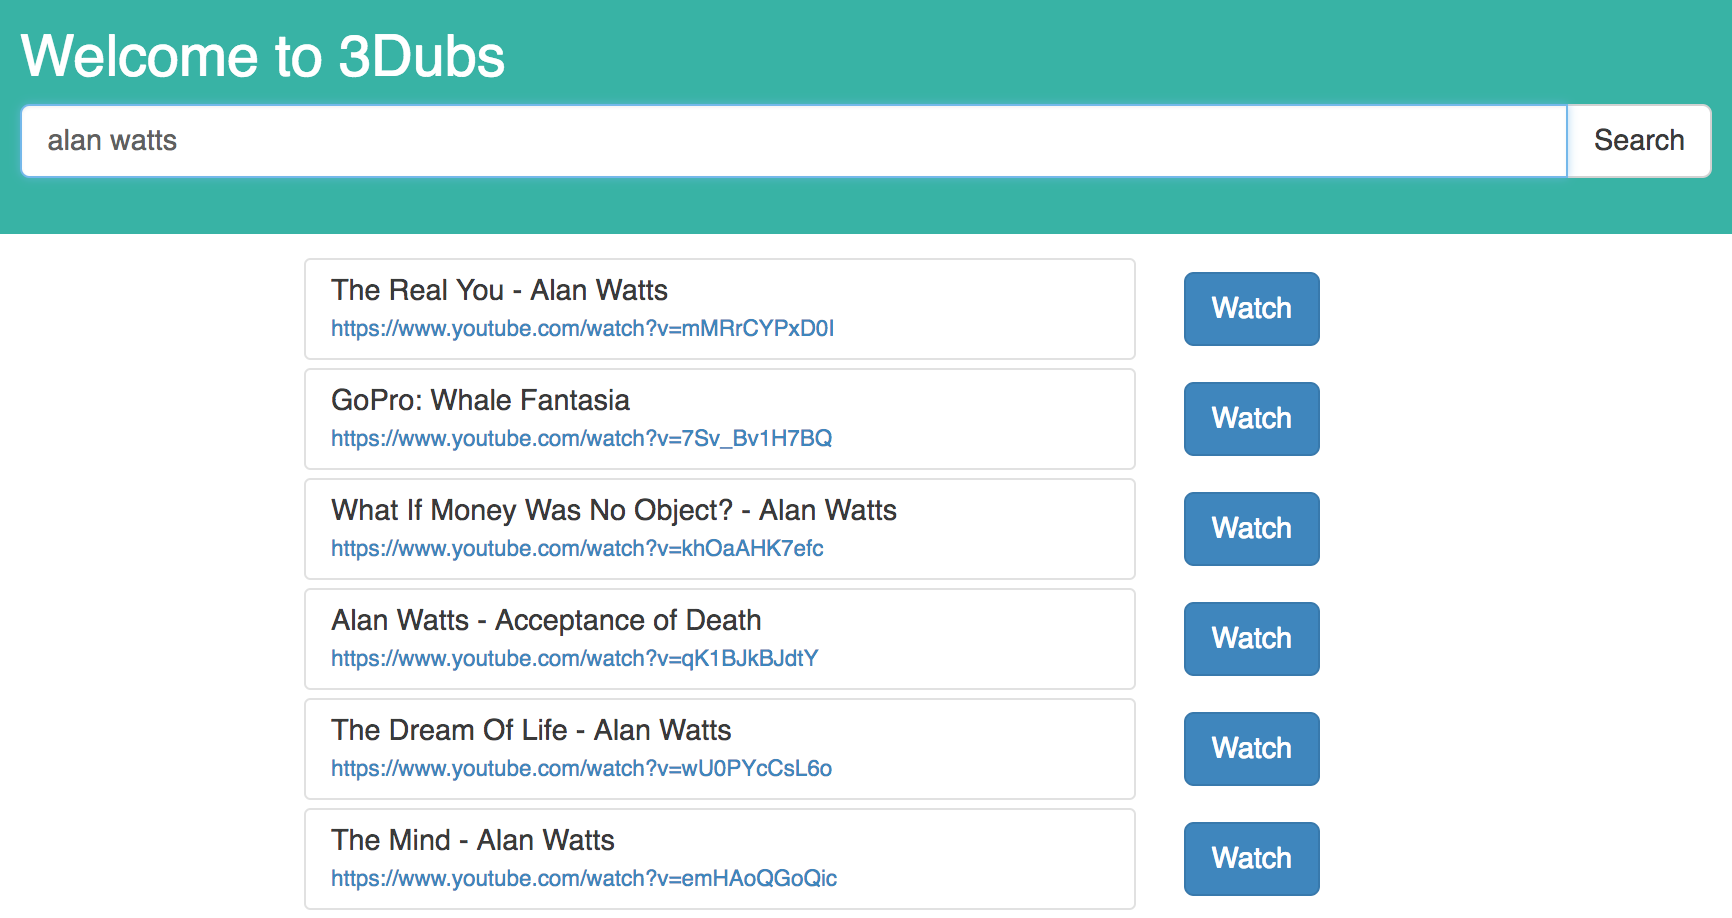 Welcome to 3Dubs
alan watts
Search
The Real You - Alan Watts
https://www.youtube.com/watch?v=mMRrCYPxD0I
Watch
GoPro: Whale Fantasia
https://www.youtube.com/watch?v=7Sv_Bv1H7BQ
Watch
What If Money Was No Object? - Alan Watts
https://www.youtube.com/watch?v=khOaAHK7efc
Watch
Alan Watts - Acceptance of Death
https://www.youtube.com/watch?v=qK1BJkBJdtY
Watch
The Dream Of Life - Alan Watts
https://www.youtube.com/watch?v=wU0PYcCsL6o
Watch
The Mind - Alan Watts
https://www.youtube.com/watch?v=emHAoQGoQic
Watch